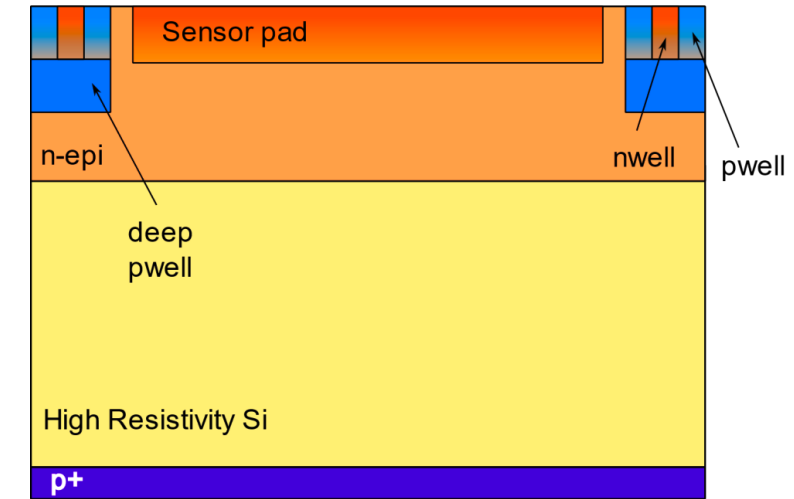 Sensor pad
n-epi
nwell
pwell
deep
pwell
High Resistivity Si
p+